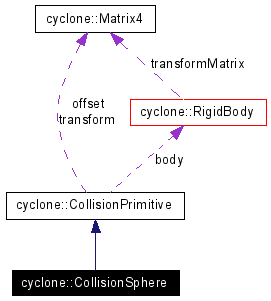 cyclone::Matrix4
transformMatrix
offset
transform
cyclone::RigidBody
body
cyclone::CollisionPrimitive
cyclone::CollisionSphere